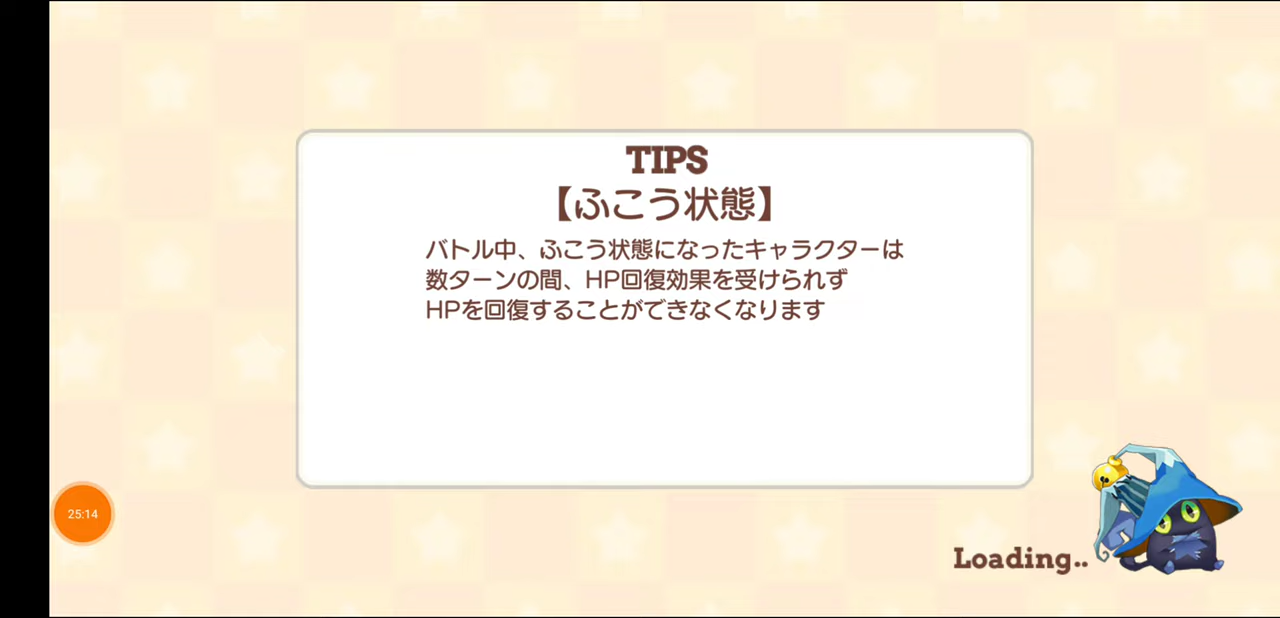 TIPS
【ふこう状態】
バトル中、ふこう状態になったキャラクターは
数ターンの間、HP回復効果を受けられず
HPを回復することができなくなります
25:14
Loading..